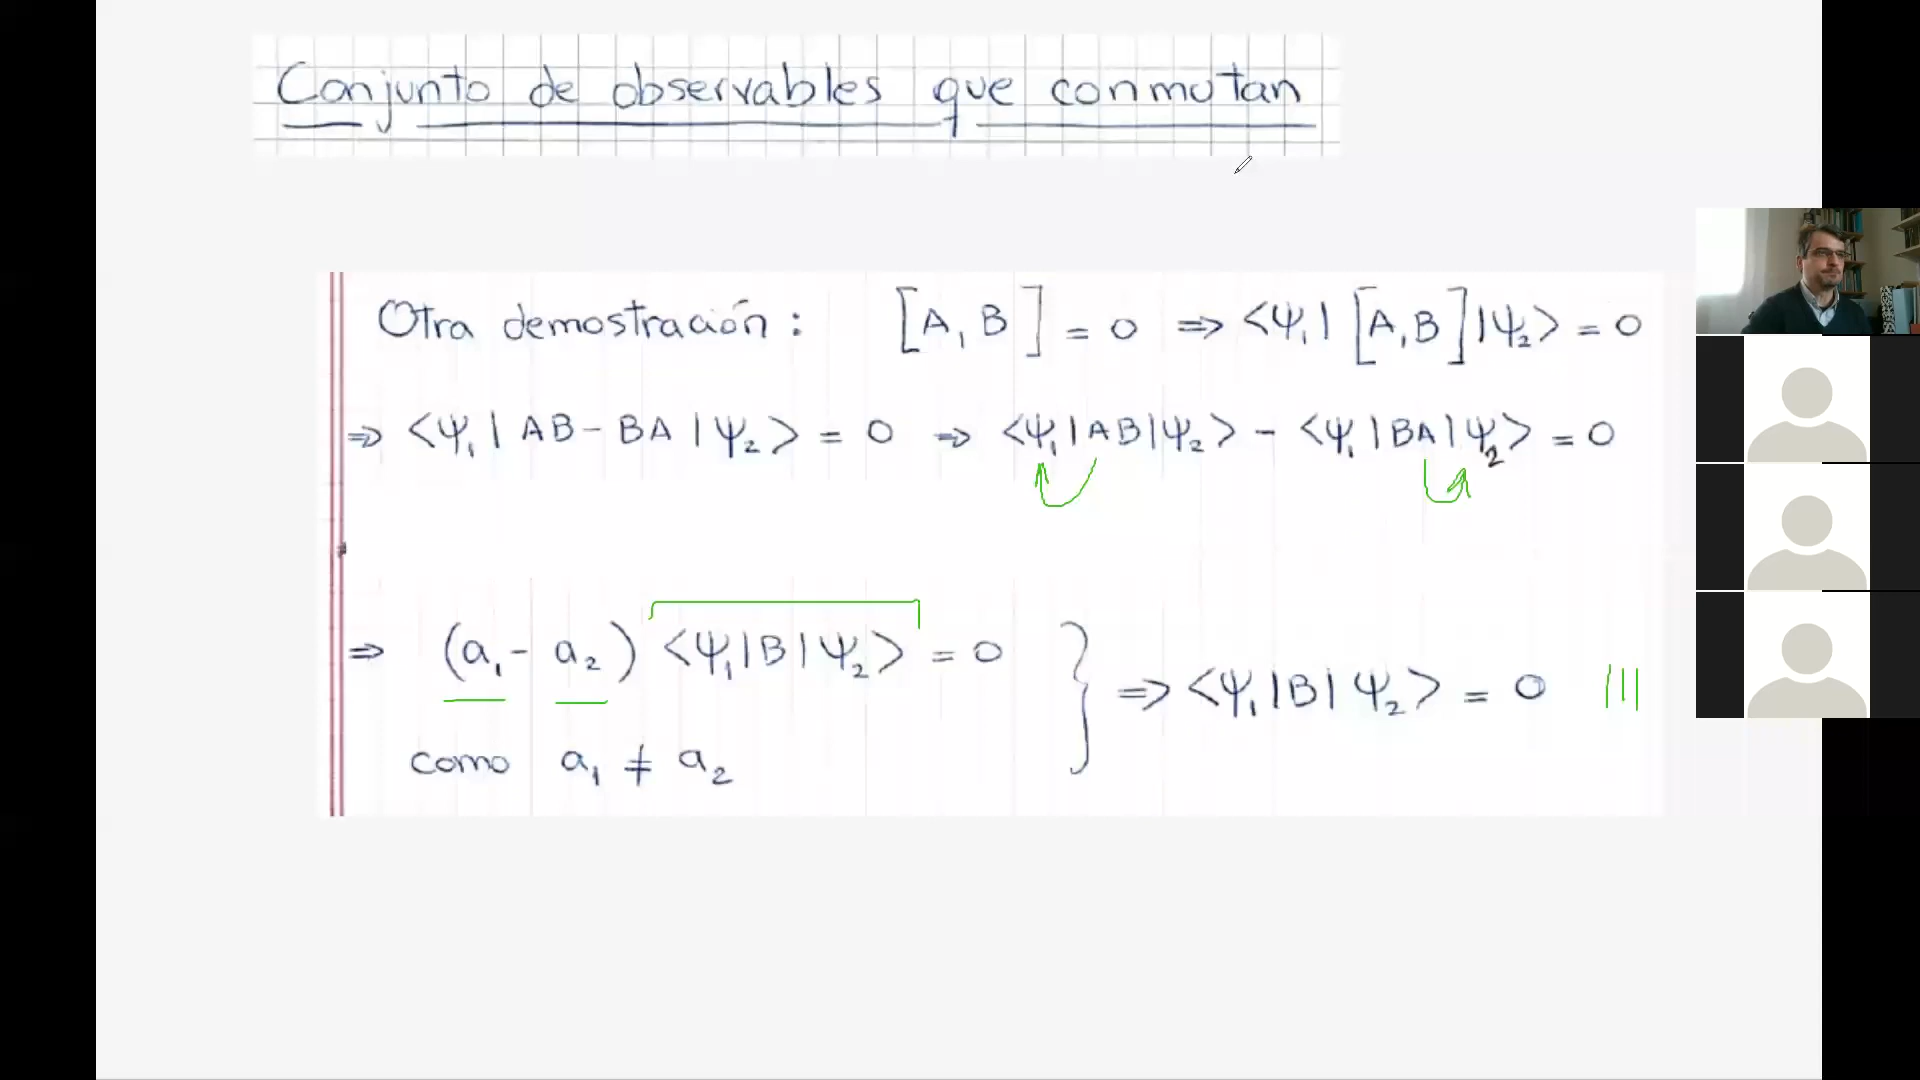 Conjunto de observables que conmutan
Otra demostración : [A, B] = 0 ⇒ <Ψ₁| [A,B] |Ψ₂> = 0
⇒ <Ψ₁| AB - BA |Ψ₂> = 0 ⇒ <Ψ₁|AB|Ψ₂> - <Ψ₁|BA|Ψ₂> = 0
⇒ (a₁ - a₂) <Ψ₁|B|Ψ₂> = 0 } ⇒ <Ψ₁|B|Ψ₂> = 0 |||
como a₁ ≠ a₂